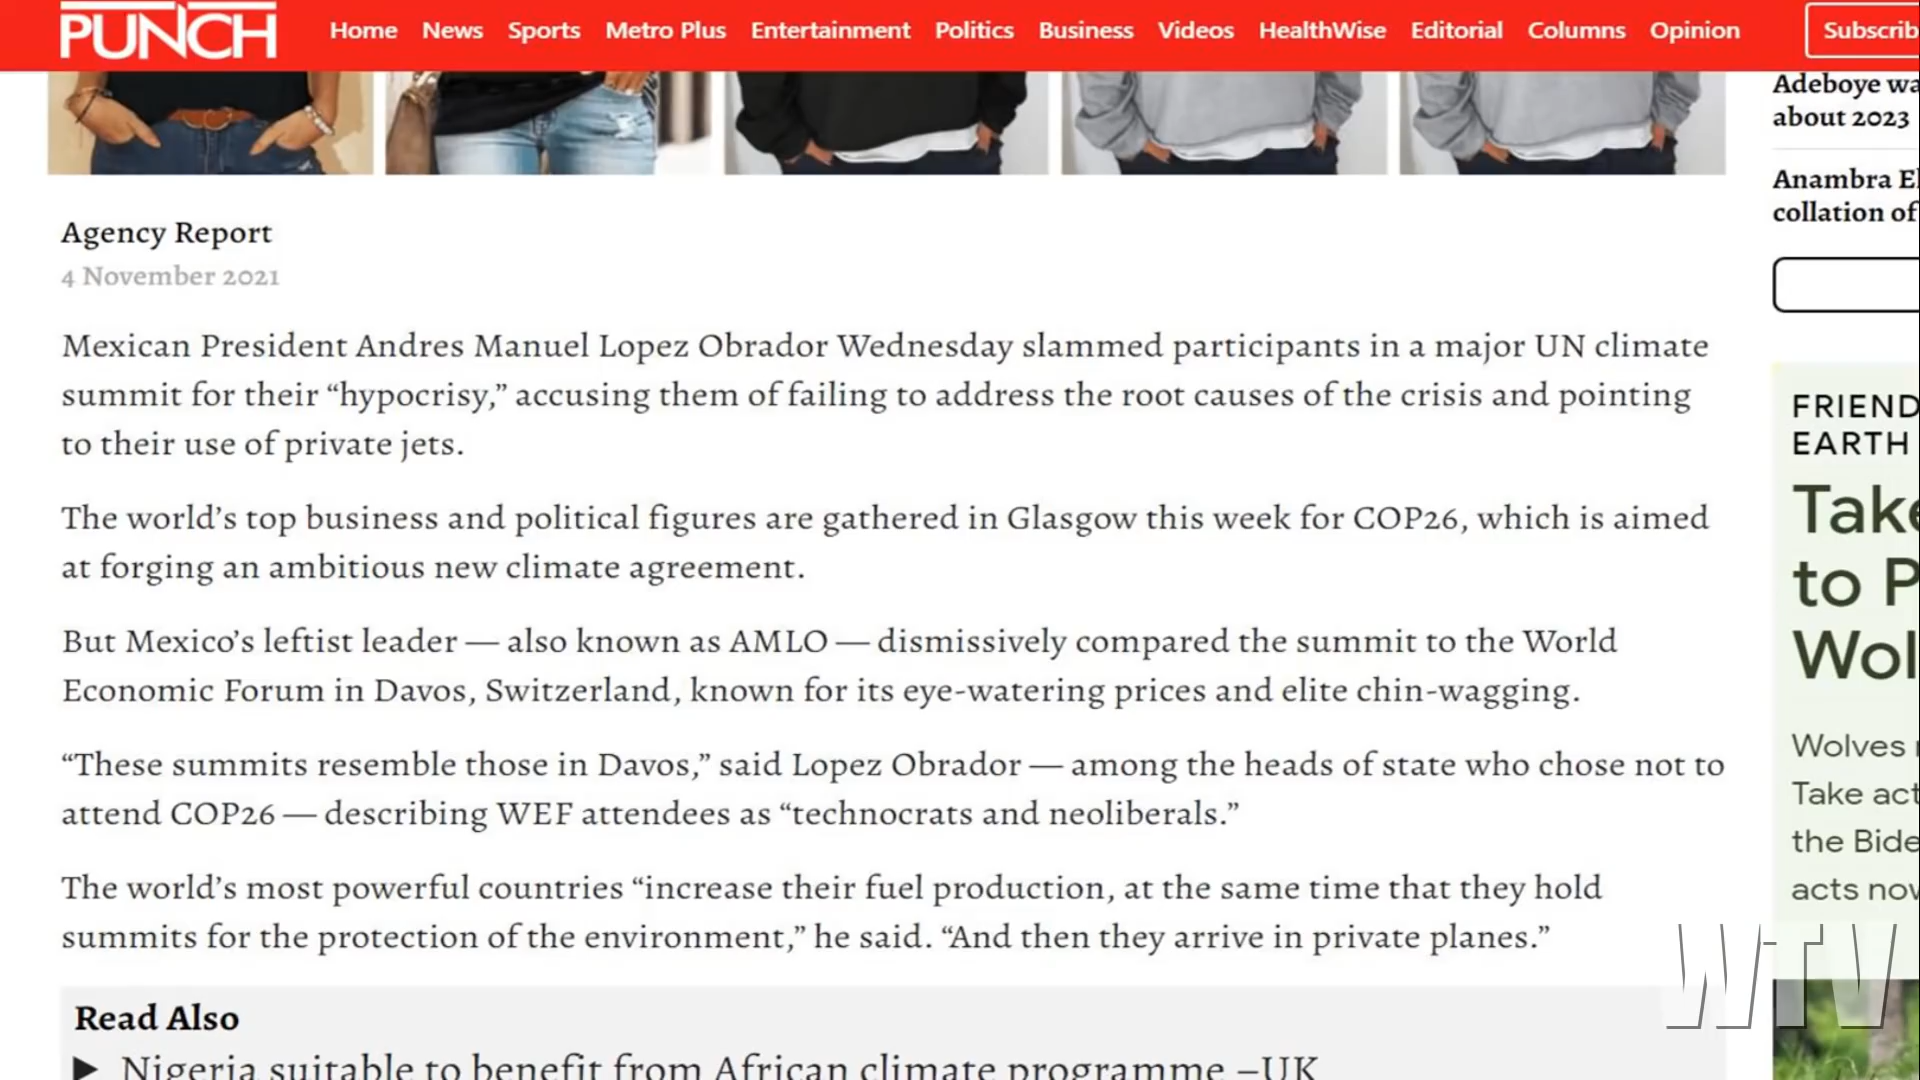 PUNCH
Home News Sports Metro Plus Entertainment Politics Business Videos HealthWise Editorial Columns Opinion
Agency Report
4 November 2021
Mexican President Andres Manuel Lopez Obrador Wednesday slammed participants in a major UN climate
summit for their “hypocrisy,” accusing them of failing to address the root causes of the crisis and pointing
to their use of private jets.
The world’s top business and political figures are gathered in Glasgow this week for COP26, which is aimed
at forging an ambitious new climate agreement.
But Mexico’s leftist leader — also known as AMLO — dismissively compared the summit to the World
Economic Forum in Davos, Switzerland, known for its eye-watering prices and elite chin-wagging.
“These summits resemble those in Davos,” said Lopez Obrador — among the heads of state who chose not to
attend COP26 — describing WEF attendees as “technocrats and neoliberals.”
The world’s most powerful countries “increase their fuel production, at the same time that they hold
summits for the protection of the environment,” he said. “And then they arrive in private planes.”
Read Also
Nigeria suitable to benefit from African climate programme –UK
Adeboye
about 2023
Anambra
collation of
EARTH
to
Wolves
Take
the
acts
WTV